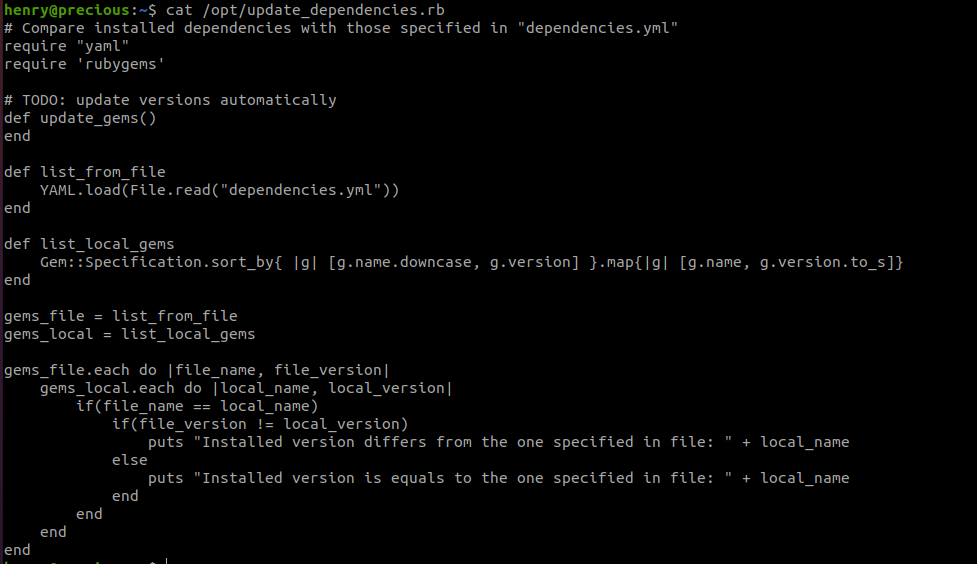 henry@precious:~$ cat /opt/update_dependencies.rb
# Compare installed dependencies with those specified in "dependencies.yml"
require "yaml"
require 'rubygems'

# TODO: update versions automatically
def update_gems()
end

def list_from_file
    YAML.load(File.read("dependencies.yml"))
end

def list_local_gems
    Gem::Specification.sort_by{ |g| [g.name.downcase, g.version] }.map{|g| [g.name, g.version.to_s]}
end

gems_file = list_from_file
gems_local = list_local_gems

gems_file.each do |file_name, file_version|
    gems_local.each do |local_name, local_version|
        if(file_name == local_name)
            if(file_version != local_version)
                puts "Installed version differs from the one specified in file: " + local_name
            else
                puts "Installed version is equals to the one specified in file: " + local_name
            end
        end
    end
end